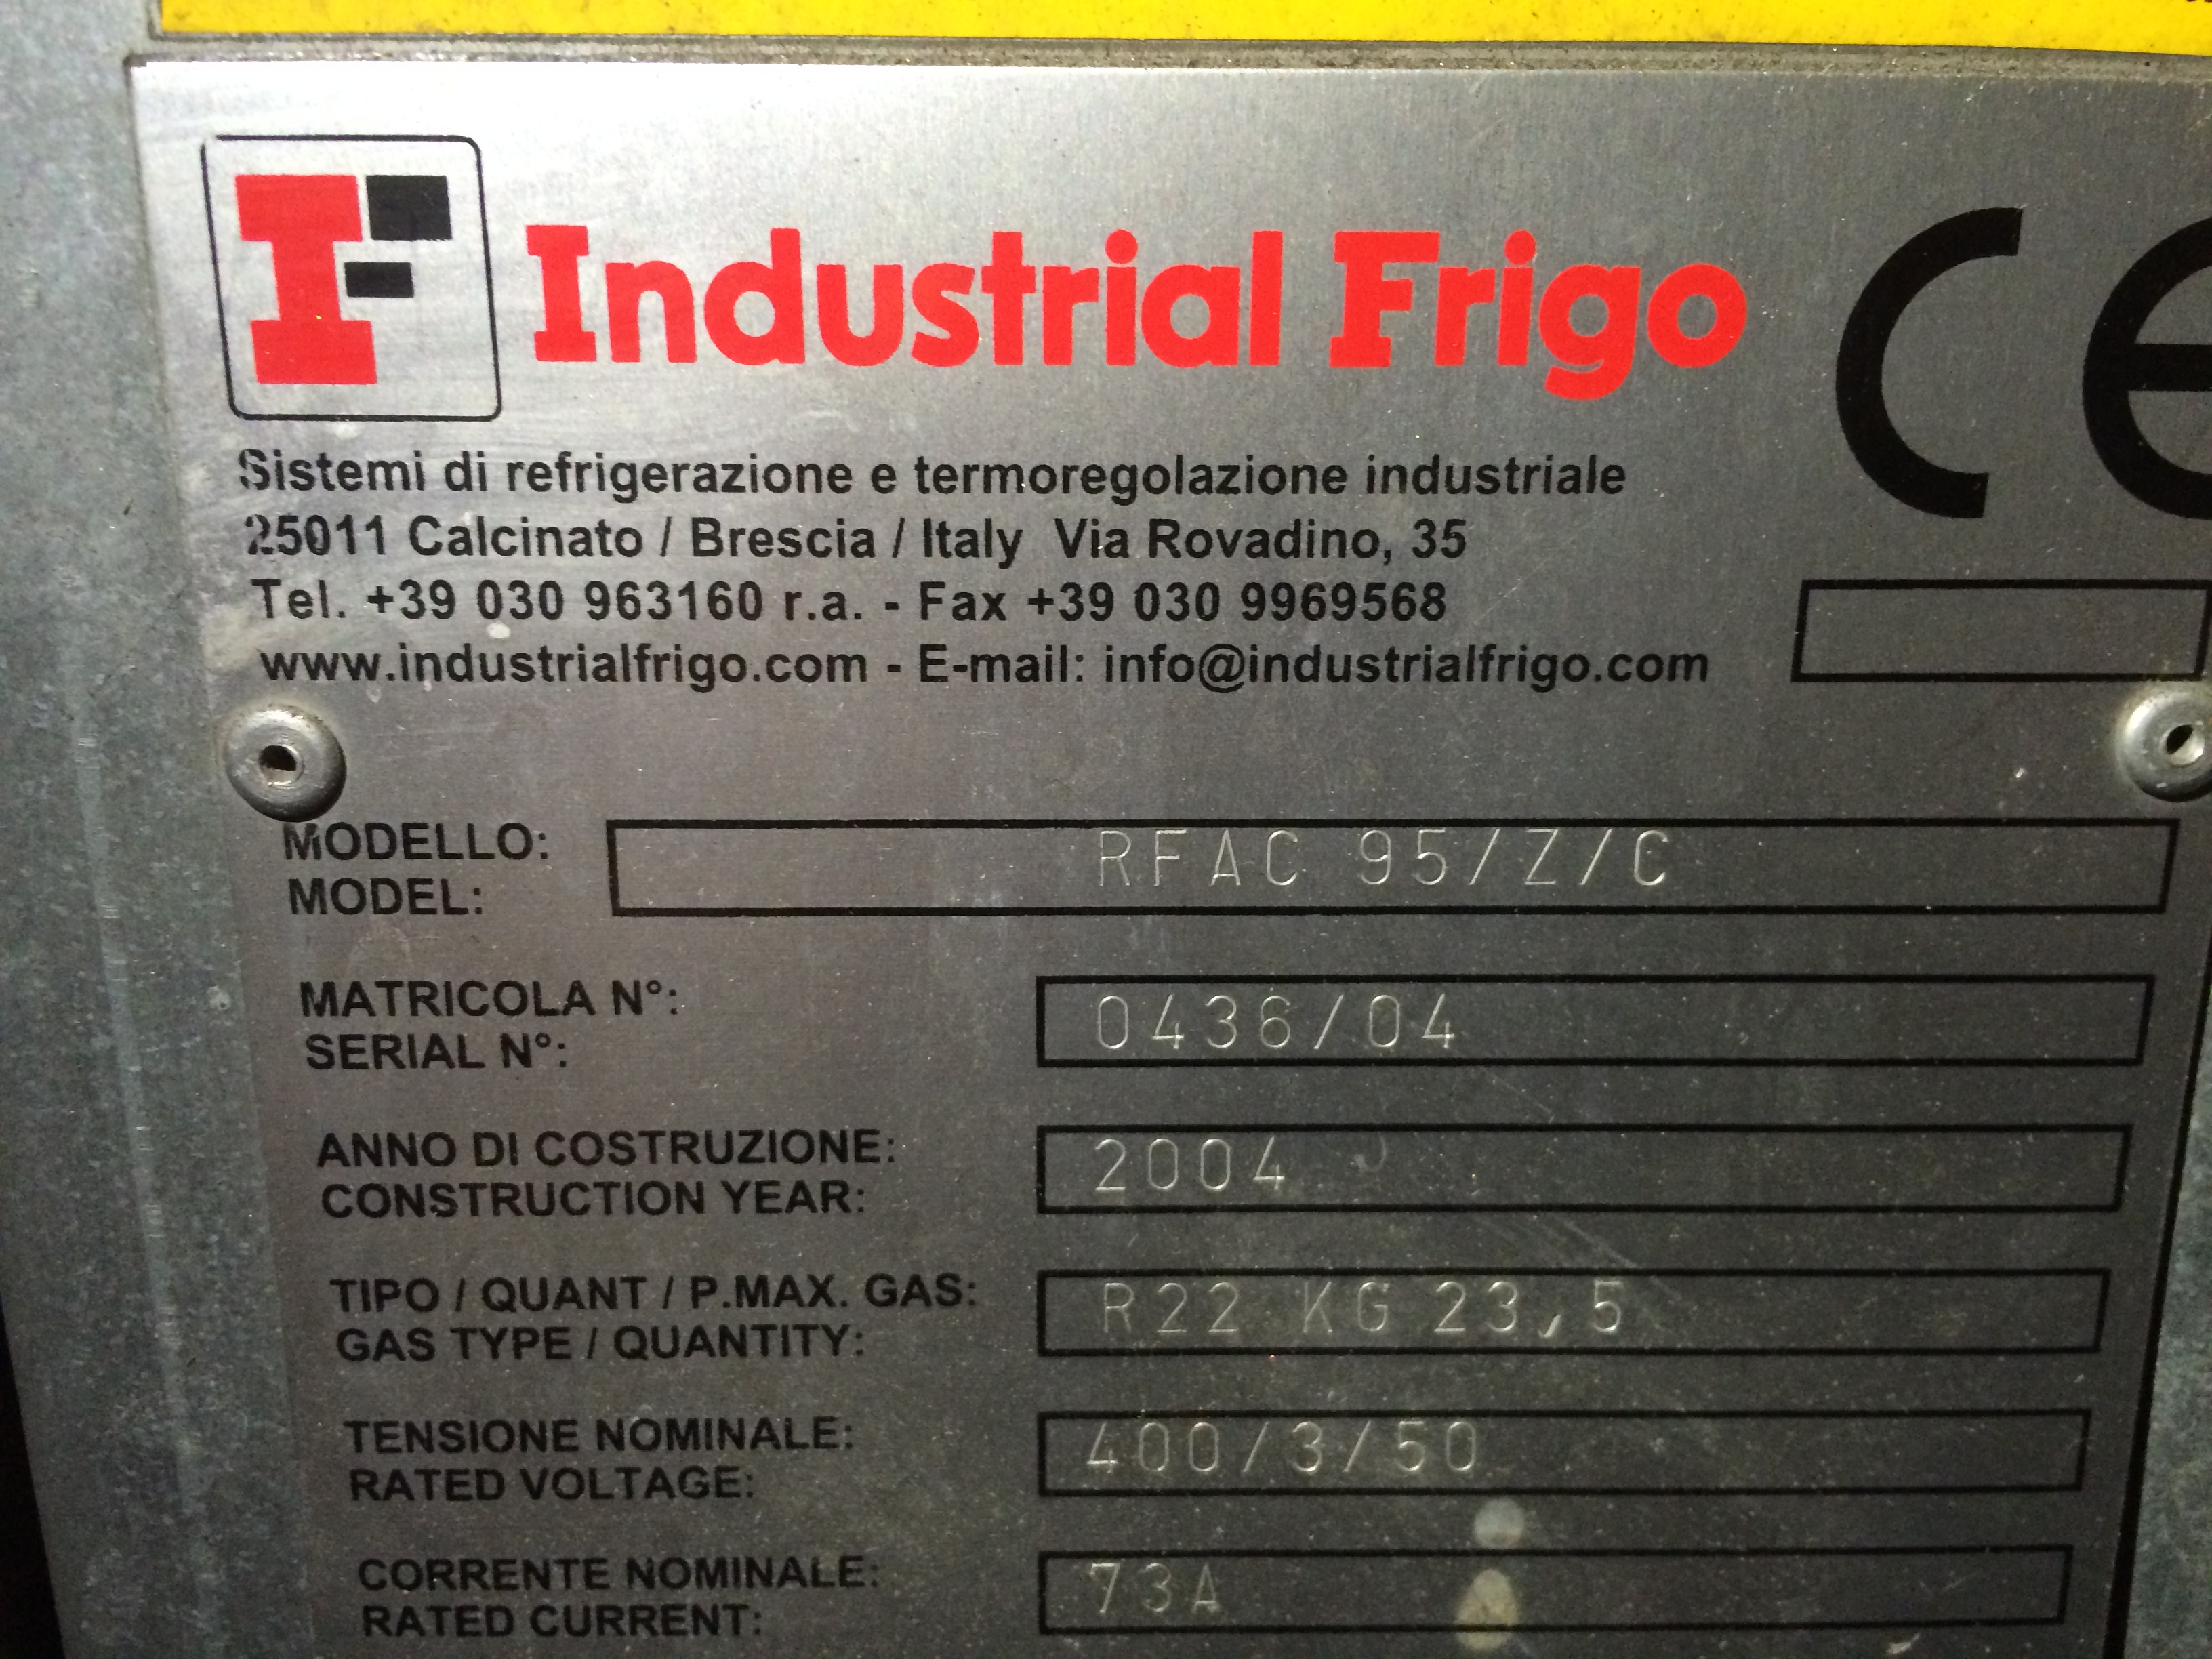 IF Industrial Frigo CE
Sistemi di refrigerazione e termoregolazione industriale
25011 Calcinato / Brescia / Italy Via Rovadino, 35
Tel. +39 030 963160 r.a. - Fax +39 030 9969568
www.industrialfrigo.com - E-mail: info@industrialfrigo.com
MODELLO:
MODEL:
RFAC 95/Z/C
MATRICOLA N°:
SERIAL N°:
0436/04
ANNO DI COSTRUZIONE:
CONSTRUCTION YEAR:
2004
TIPO / QUANT / P.MAX. GAS:
GAS TYPE / QUANTITY:
R22 KG 23,5
TENSIONE NOMINALE:
RATED VOLTAGE:
400/3/50
CORRENTE NOMINALE:
RATED CURRENT:
73A